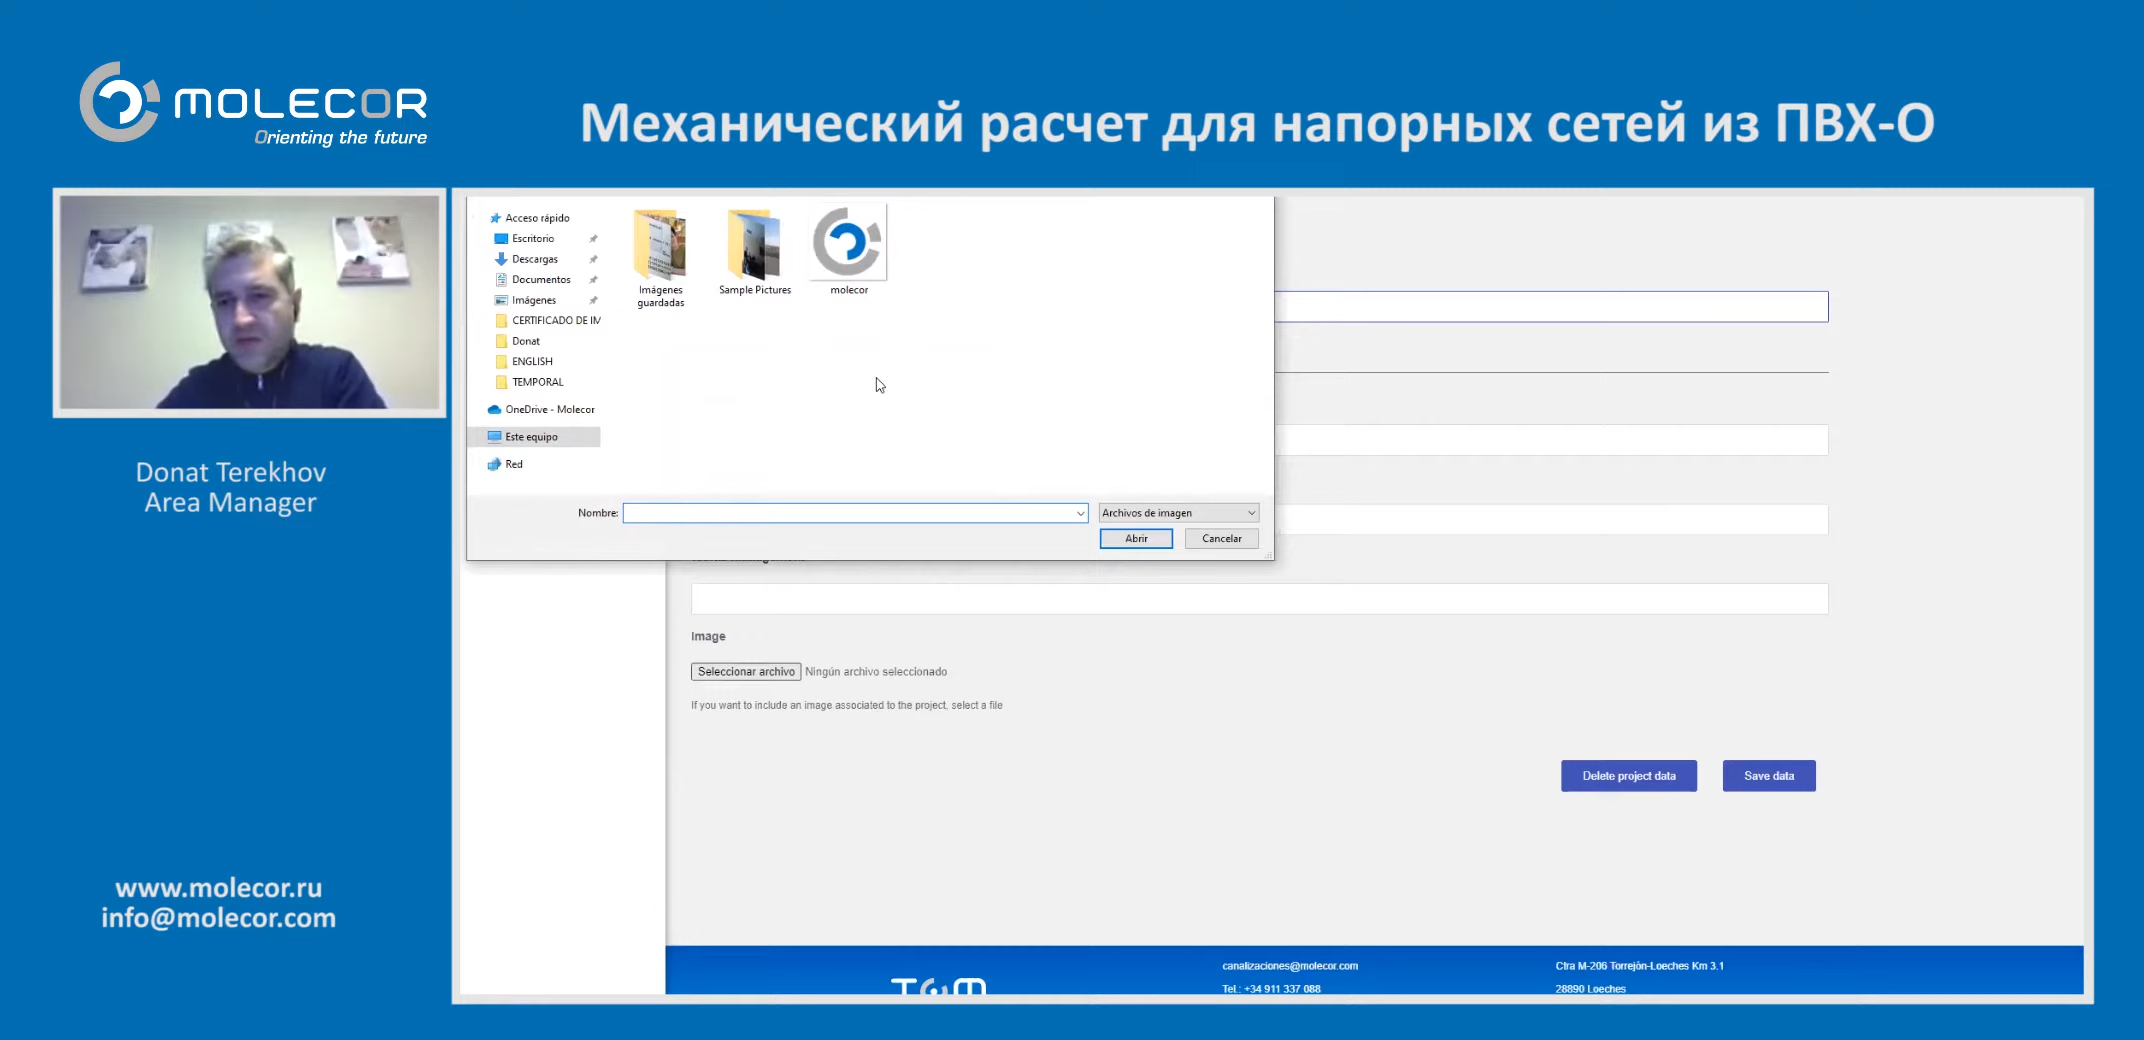 MOLECOR
Orienting the future
Механический расчет для напорных сетей из ПВХ-О
Donat Terekhov
Area Manager
www.molecor.ru
info@molecor.com
Acceso rápido
Escritorio
Descargas
Documentos
Imágenes
CERTIFICADO DE IM
Donat
ENGLISH
TEMPORAL
OneDrive - Molecor
Este equipo
Red
Imágenes
guardadas
Sample Pictures
molecor
Nombre:
Archivos de imagen
Abrir
Cancelar
Image
Seleccionar archivo
Ningún archivo seleccionado
If you want to include an image associated to the project, select a file
Delete project data
Save data
TOM
canalizaciones@molecor.com
Tel.: +34 911 337 088
Ctra M-206 Torrejón-Loeches Km 3.1
28890 Loeches